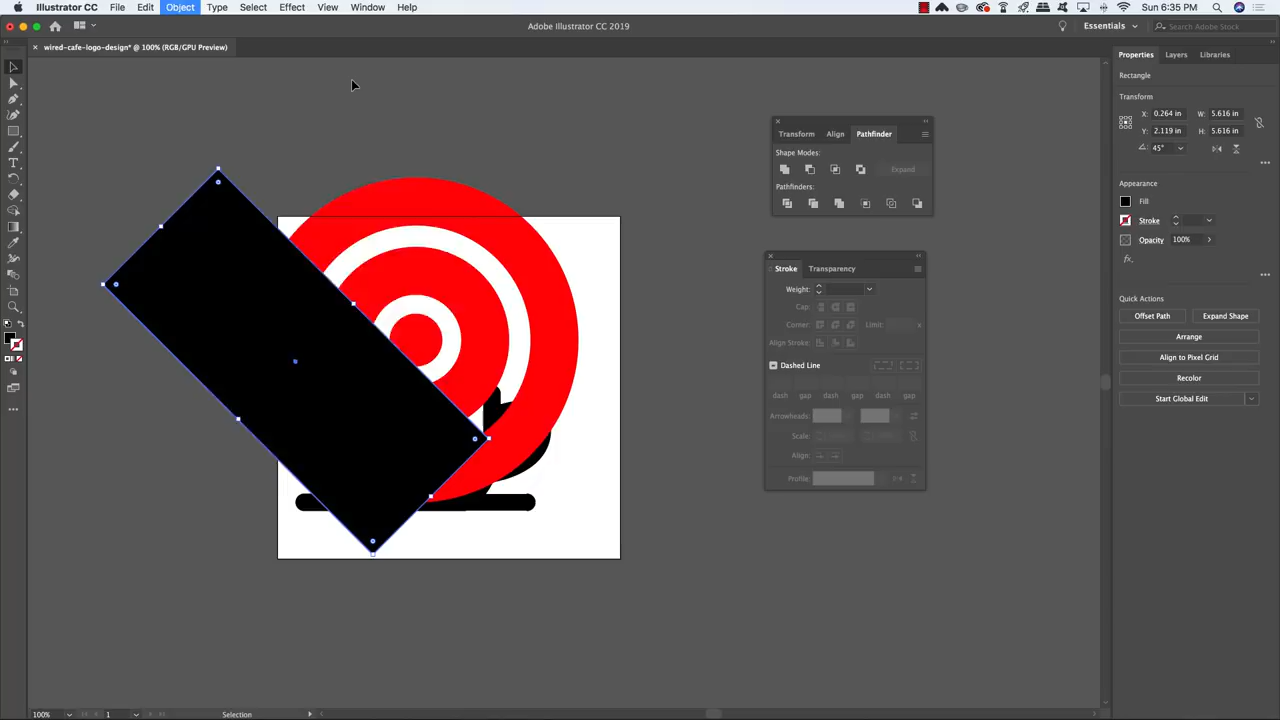 Illustrator CC File Edit Object Type Select Effect View Window Help Sun 6:35 PM
Adobe Illustrator CC 2019 Essentials Search Adobe Stock
× wired-cafe-logo-design* @ 100% (RGB/GPU Preview)
Properties Layers Libraries
Rectangle
Transform
X: 0.264 in W: 5.616 in
Y: 2.119 in H: 5.616 in
45°
Appearance
Fill
Stroke
Opacity 100%
fx
Quick Actions
Offset Path Expand Shape
Arrange
Align to Pixel Grid
Recolor
Start Global Edit
Transform Align Pathfinder
Shape Modes:
Expand
Pathfinders:
Stroke Transparency
Weight:
Cap:
Corner: Limit: x
Align Stroke:
Dashed Line
dash gap dash gap dash gap
Arrowheads:
Scale:
Align:
Profile:
100% 1 Selection